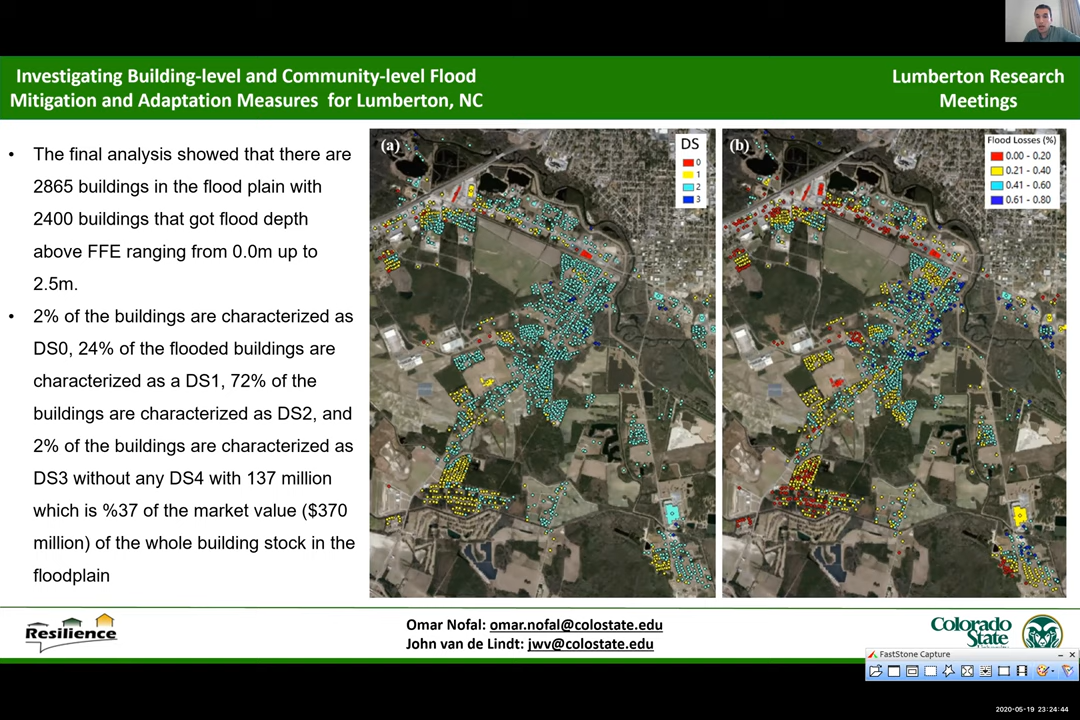 Investigating Building-level and Community-level Flood
Mitigation and Adaptation Measures for Lumberton, NC
Lumberton Research
Meetings
• The final analysis showed that there are
2865 buildings in the flood plain with
2400 buildings that got flood depth
above FFE ranging from 0.0m up to
2.5m.
• 2% of the buildings are characterized as
DS0, 24% of the flooded buildings are
characterized as a DS1, 72% of the
buildings are characterized as DS2, and
2% of the buildings are characterized as
DS3 without any DS4 with 137 million
which is %37 of the market value ($370
million) of the whole building stock in the
floodplain
(a)
DS
0
1
2
3
(b)
Flood Losses (%)
0.00 - 0.20
0.21 - 0.40
0.41 - 0.60
0.61 - 0.80
Resilience
Omar Nofal: omar.nofal@colostate.edu
John van de Lindt: jwv@colostate.edu
Colorado
State
FastStone Capture
2020-05-19 23:24:44